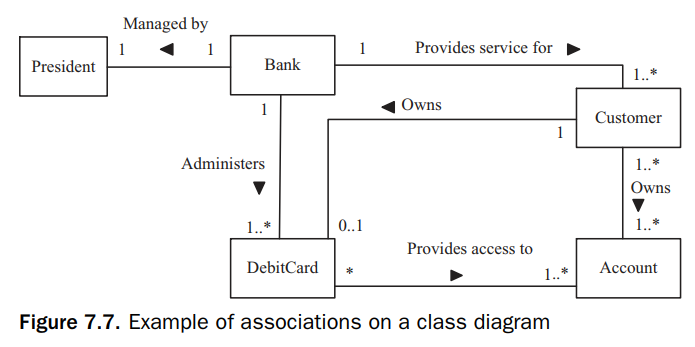 Managed by
1 1
President
Bank
1 Provides service for
1..*
Customer
Owns
1
1
Administers
1..*
Owns
1..*
1..*
0..1
DebitCard
*
Provides access to
1..*
Account
Figure 7.7. Example of associations on a class diagram